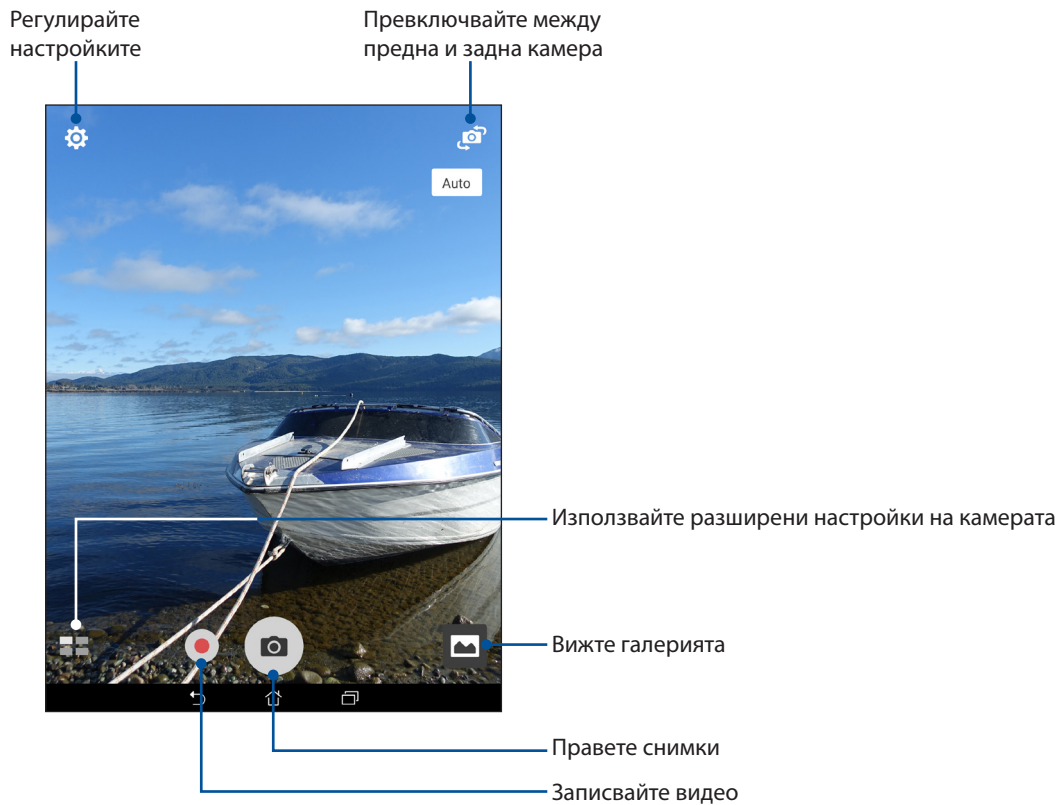 Регулирайте
настройките
Превключвайте между
предна и задна камера
Auto
Използвайте разширени настройки на камерата
Вижте галерията
Правете снимки
Записвайте видео